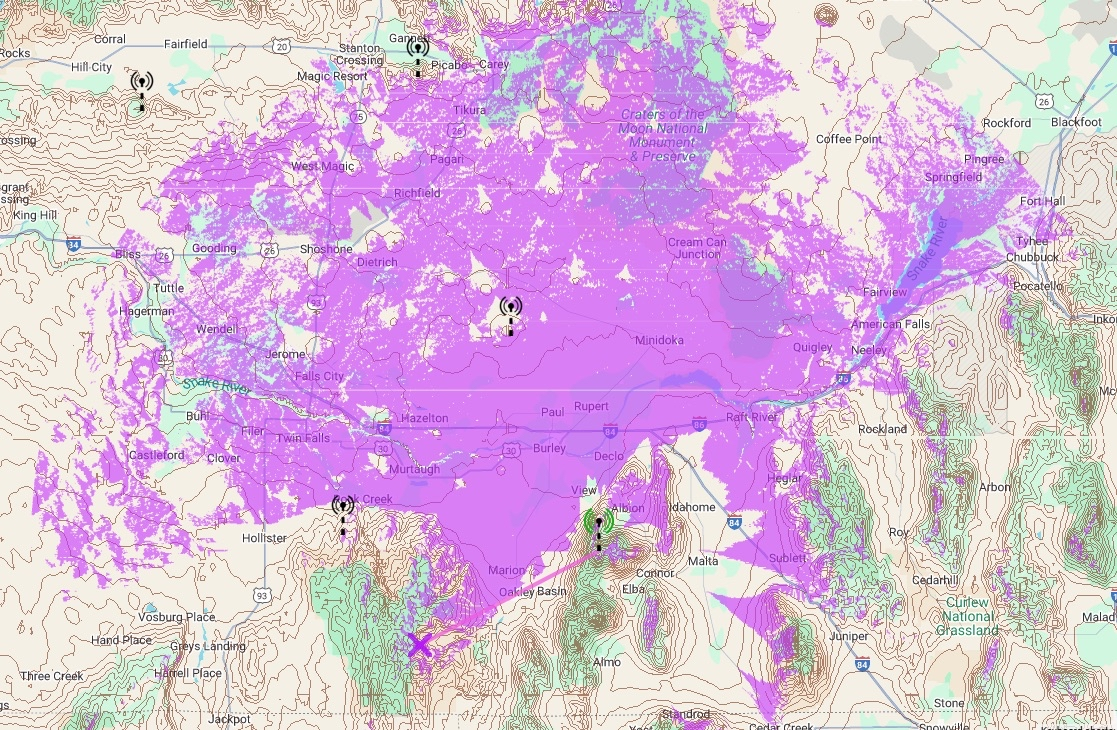 Corral
Fairfield
20
Rocks
Hill City
Stanton
Crossing
Magic Resort
Picabo
Carey
Tikura
75
26
Craters of the
Moon National
Monument
& Preserve
Coffee Point
26
Rockford
Blackfoot
Pingree
Springfield
Fort Hall
West Magic
Pagari
Richfield
King Hill
84
Bliss
26
Gooding
26
Shoshone
Dietrich
Cream Can
Junction
Snake River
Tyhee
Chubbuck
Pocatello
Tuttle
Hagerman
93
Fairview
American Falls
Wendell
Jerome
Minidoka
Quigley
Neeley
30
Falls City
86
Snake River
Buhl
Filer
Twin Falls
84
Hazelton
Paul
Rupert
84
86
Raft River
Rockland
30
30
Burley
Declo
Castleford
Clover
Murtaugh
Heglar
Arbon
View
Rock Creek
Albion
Idahome
84
Roy
Hollister
Malta
Sublett
Marion
Connor
Oakley
Basin
Elba
Cedarhill
93
Curlew
National
Grassland
Vosburg Place
Hand Place
Greys Landing
Juniper
84
Malad
Three Creek
Harrell Place
Almo
Stone
Jackpot
Standrod
Cedar Creek
Snowville